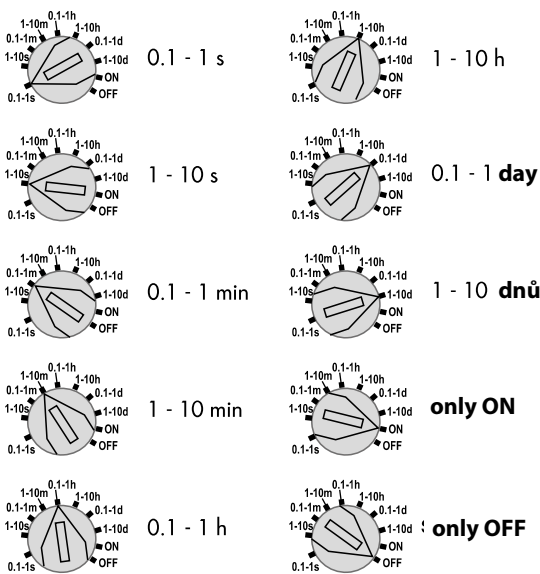 0.1-1s
1-10s
0.1-1m
1-10m
0.1-1h
1-10h
0.1-1d
1-10d
ON
OFF
0.1 - 1 s
0.1-1s
1-10s
0.1-1m
1-10m
0.1-1h
1-10h
0.1-1d
1-10d
ON
OFF
1 - 10 h
0.1-1s
1-10s
0.1-1m
1-10m
0.1-1h
1-10h
0.1-1d
1-10d
ON
OFF
1 - 10 s
0.1-1s
1-10s
0.1-1m
1-10m
0.1-1h
1-10h
0.1-1d
1-10d
ON
OFF
0.1 - 1 day
0.1-1s
1-10s
0.1-1m
1-10m
0.1-1h
1-10h
0.1-1d
1-10d
ON
OFF
0.1 - 1 min
0.1-1s
1-10s
0.1-1m
1-10m
0.1-1h
1-10h
0.1-1d
1-10d
ON
OFF
1 - 10 dnů
0.1-1s
1-10s
0.1-1m
1-10m
0.1-1h
1-10h
0.1-1d
1-10d
ON
OFF
1 - 10 min
0.1-1s
1-10s
0.1-1m
1-10m
0.1-1h
1-10h
0.1-1d
1-10d
ON
OFF
only ON
0.1-1s
1-10s
0.1-1m
1-10m
0.1-1h
1-10h
0.1-1d
1-10d
ON
OFF
0.1 - 1 h
0.1-1s
1-10s
0.1-1m
1-10m
0.1-1h
1-10h
0.1-1d
1-10d
ON
OFF
only OFF